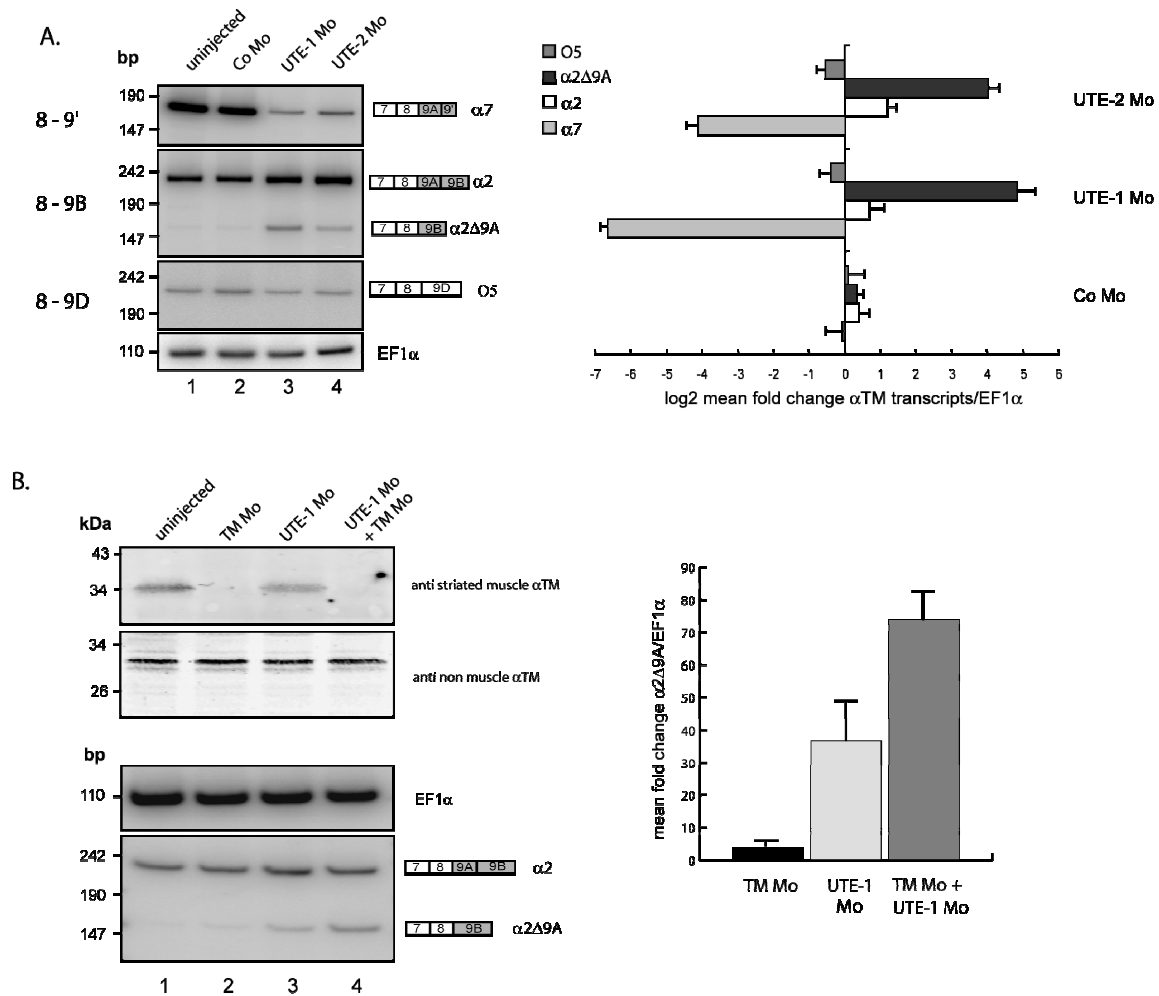 A.
bp
uninjected
Co Mo
UTE-1 Mo
UTE-2 Mo
8 - 9'
190
147
7 8 9A 9'
α7
8 - 9B
242
190
147
7 8 9A 9B
α2
7 8 9B
α2Δ9A
8 - 9D
242
190
7 8 9D
O5
110
EF1α
1 2 3 4
O5
α2Δ9A
α2
α7
UTE-2 Mo
UTE-1 Mo
Co Mo
-7 -6 -5 -4 -3 -2 -1 0 1 2 3 4 5 6
log2 mean fold change αTM transcripts/EF1α
B.
kDa
uninjected
TM Mo
UTE-1 Mo
UTE-1 Mo
+ TM Mo
43
34
anti striated muscle αTM
34
26
anti non muscle αTM
bp
110
EF1α
242
190
147
7 8 9A 9B
α2
7 8 9B
α2Δ9A
1 2 3 4
mean fold change α2Δ9A/EF1α
90
80
70
60
50
40
30
20
10
0
TM Mo
UTE-1
Mo
TM Mo +
UTE-1 Mo